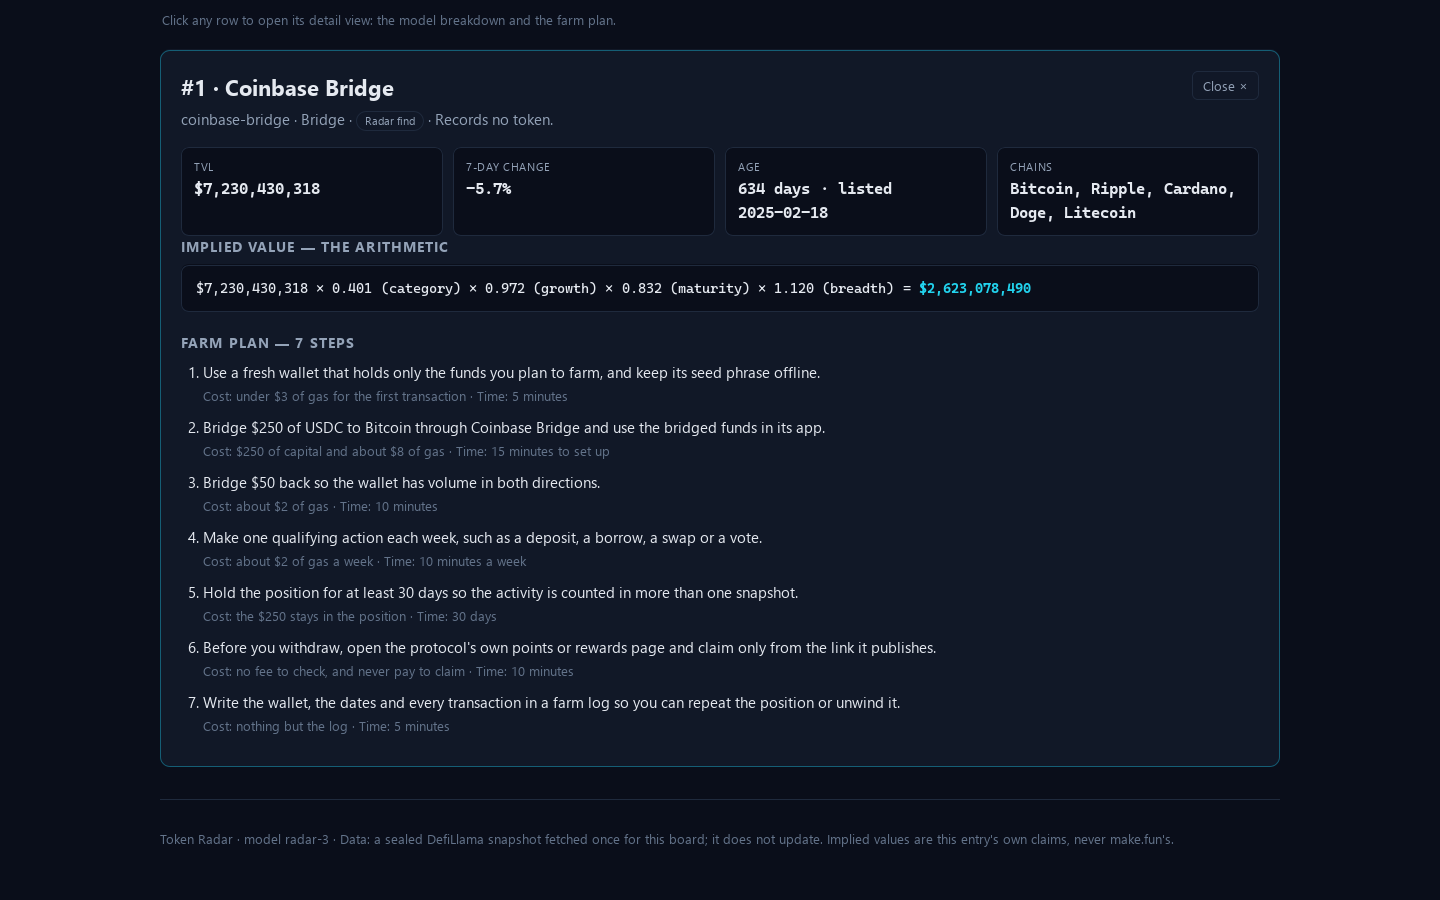 Click any row to open its detail view: the model breakdown and the farm plan.
#1 · Coinbase Bridge
Close ×
coinbase-bridge · Bridge · Radar find · Records no token.
TVL
$7,230,430,318
7-DAY CHANGE
−5.7%
AGE
634 days · listed
2025−02−18
CHAINS
Bitcoin, Ripple, Cardano,
Doge, Litecoin
IMPLIED VALUE — THE ARITHMETIC
$7,230,430,318 × 0.401 (category) × 0.972 (growth) × 0.832 (maturity) × 1.120 (breadth) = $2,623,078,490
FARM PLAN — 7 STEPS
1. Use a fresh wallet that holds only the funds you plan to farm, and keep its seed phrase offline.
Cost: under $3 of gas for the first transaction · Time: 5 minutes
2. Bridge $250 of USDC to Bitcoin through Coinbase Bridge and use the bridged funds in its app.
Cost: $250 of capital and about $8 of gas · Time: 15 minutes to set up
3. Bridge $50 back so the wallet has volume in both directions.
Cost: about $2 of gas · Time: 10 minutes
4. Make one qualifying action each week, such as a deposit, a borrow, a swap or a vote.
Cost: about $2 of gas a week · Time: 10 minutes a week
5. Hold the position for at least 30 days so the activity is counted in more than one snapshot.
Cost: the $250 stays in the position · Time: 30 days
6. Before you withdraw, open the protocol's own points or rewards page and claim only from the link it publishes.
Cost: no fee to check, and never pay to claim · Time: 10 minutes
7. Write the wallet, the dates and every transaction in a farm log so you can repeat the position or unwind it.
Cost: nothing but the log · Time: 5 minutes
Token Radar · model radar-3 · Data: a sealed DefiLlama snapshot fetched once for this board; it does not update. Implied values are this entry's own claims, never make.fun's.